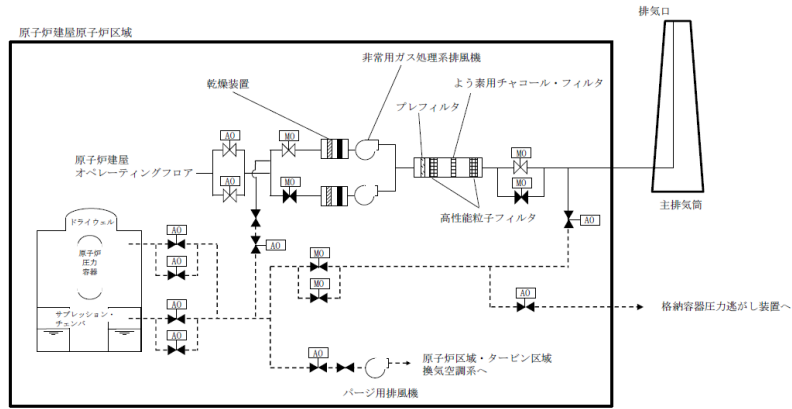 排気口
原子炉建屋原子炉区域
非常用ガス処理系排風機
乾燥装置
よう素用チャコール・フィルタ
プレフィルタ
AO
MO
MO
原子炉建屋
オペレーティングフロア
AO
MO
MO
高性能粒子フィルタ
主排気筒
ドライウェル
AO
AO
AO
原子炉
圧力
容器
MO
AO
MO
AO
AO
格納容器圧力逃がし装置へ
サプレッション・
チェンバ
AO
AO
原子炉区域・タービン区域
換気空調系へ
パージ用排風機